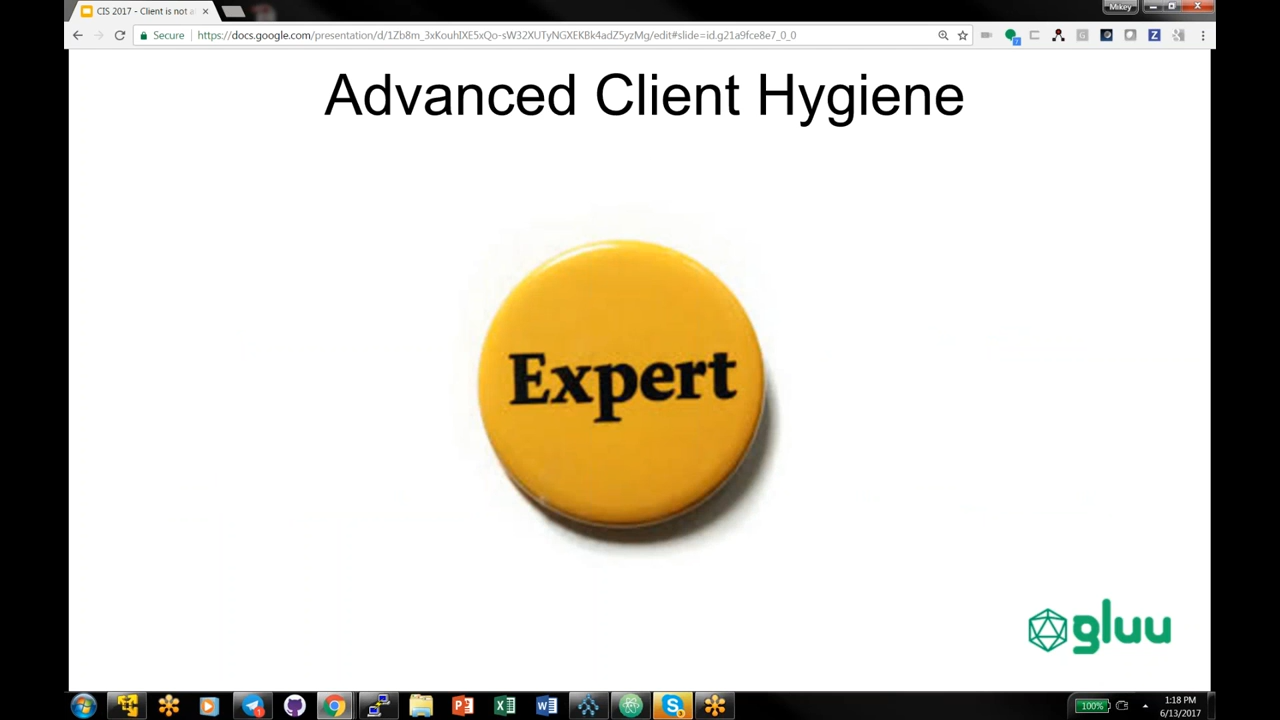 CIS 2017 - Client is not a
Mikey
Secure
https://docs.google.com/presentation/d/1Zb8m_3xKouhIXE5xQo-sW32XUTyNGXEKBk4adZ5yzMg/edit#slide=id.g21a9fce8e7_0_0
Advanced Client Hygiene
Expert
gluu
100%
1:18 PM
6/13/2017